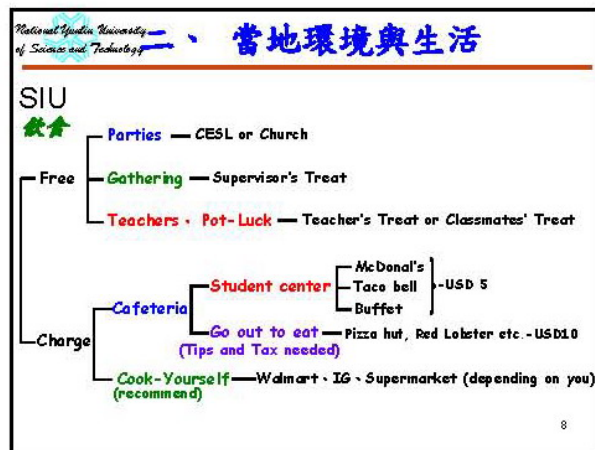 National Yunlin University
of Science and Technology
二、 當地環境與生活
SIU
飲食
Parties CESL or Church
Free Gathering Supervisor's Treat
Teachers、Pot-Luck Teacher's Treat or Classmates' Treat
McDonal's
Student center Taco bell -USD 5
Buffet
Cafeteria
Go out to eat Pizza hut, Red Lobster etc.-USD10
(Tips and Tax needed)
Charge
Cook-Yourself Walmart、IG、Supermarket (depending on you)
(recommend)
8